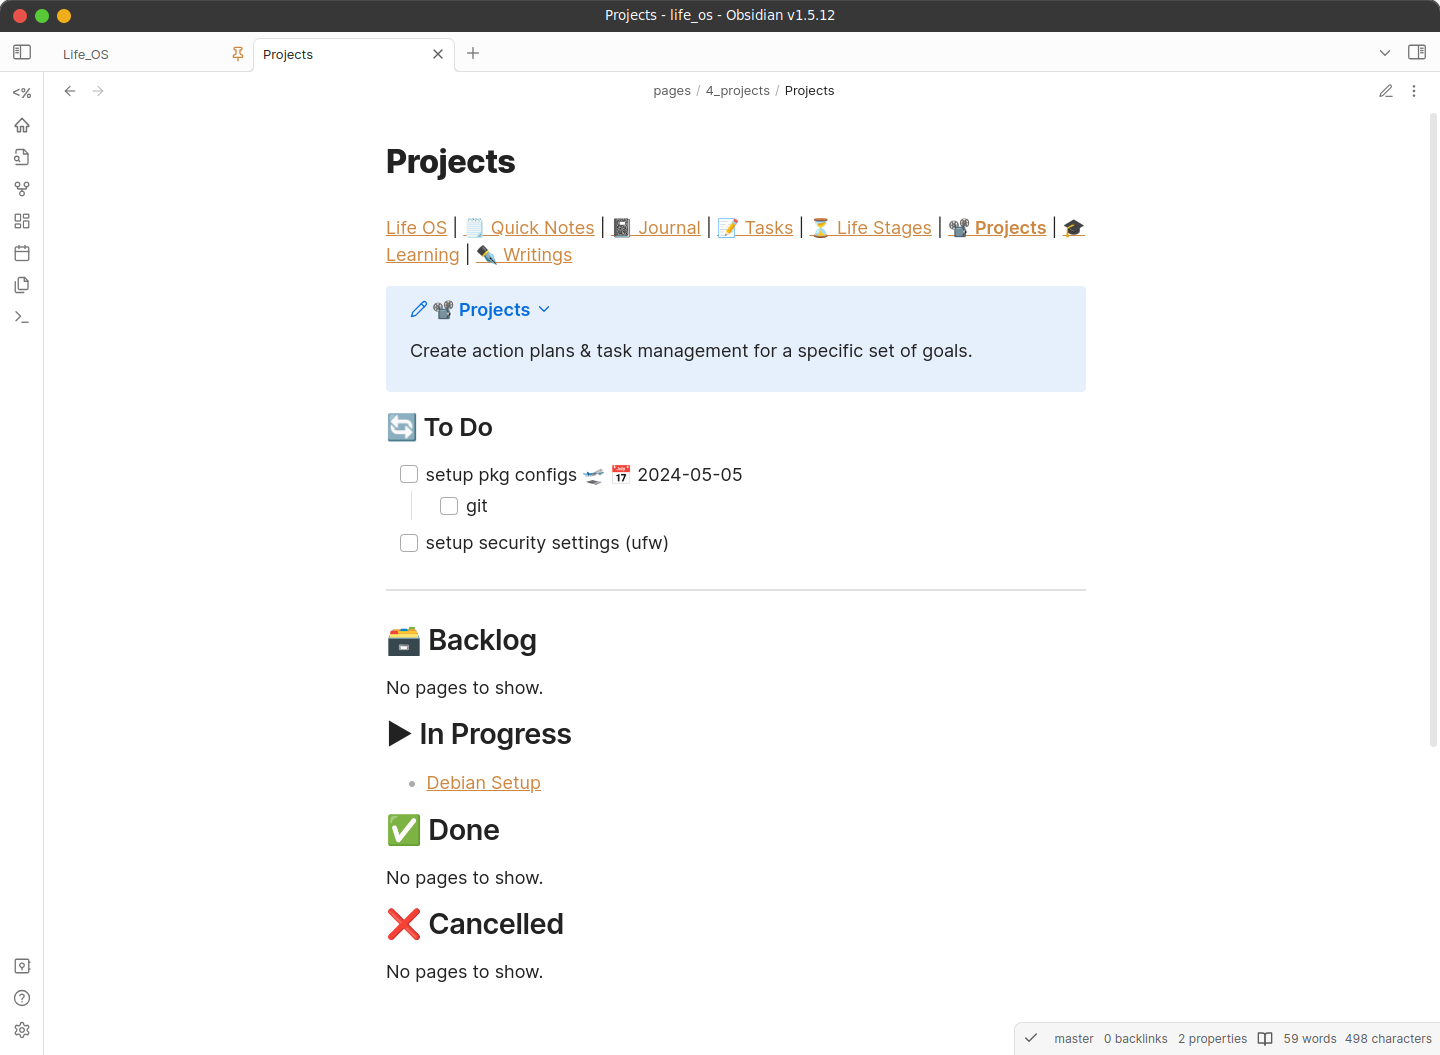 Projects - life_os - Obsidian v1.5.12
Life_OS
Projects
<%
pages / 4_projects / Projects
Projects
Life OS | 🗒️ Quick Notes | 📓 Journal | 📝 Tasks | ⏳ Life Stages | 📽️ Projects | 🎓
Learning | ✒️ Writings
📽️ Projects
Create action plans & task management for a specific set of goals.
🔄 To Do
setup pkg configs 🛫 📅 2024-05-05
git
setup security settings (ufw)
🗃️ Backlog
No pages to show.
▶ In Progress
Debian Setup
✅ Done
No pages to show.
❌ Cancelled
No pages to show.
master 0 backlinks 2 properties 59 words 498 characters